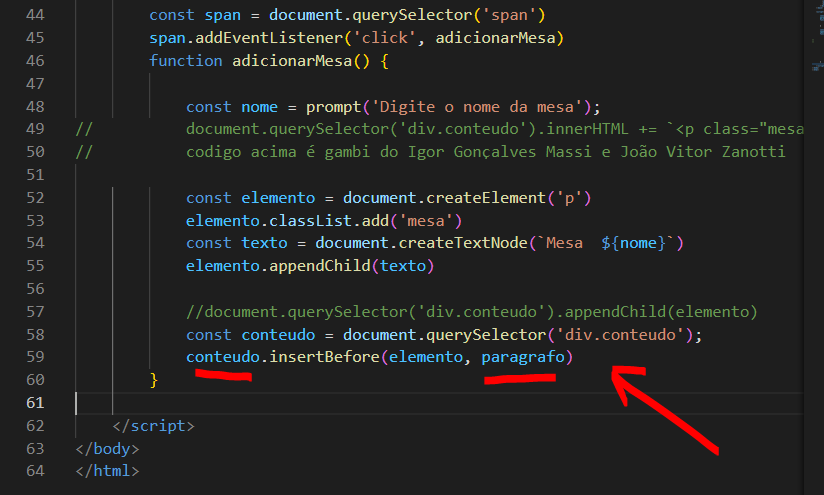 44 const span = document.querySelector('span')
45 span.addEventListener('click', adicionarMesa)
46 function adicionarMesa() {
47
48 const nome = prompt('Digite o nome da mesa');
49 // document.querySelector('div.conteudo').innerHTML += `<p class="mesa
50 // codigo acima é gambi do Igor Gonçalves Massi e João Vitor Zanotti
51
52 const elemento = document.createElement('p')
53 elemento.classList.add('mesa')
54 const texto = document.createTextNode(`Mesa  ${nome}`)
55 elemento.appendChild(texto)
56
57 //document.querySelector('div.conteudo').appendChild(elemento)
58 const conteudo = document.querySelector('div.conteudo');
59 conteudo.insertBefore(elemento, paragrafo)
60 }
61
62 </script>
63 </body>
64 </html>